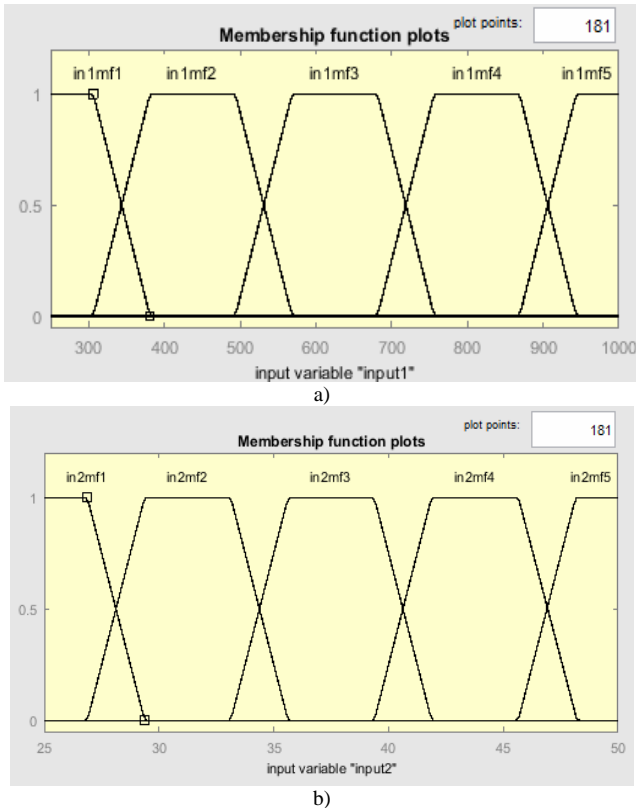 Membership function plots plot points: 181
in1mf1 in1mf2 in1mf3 in1mf4 in1mf5
1
0.5
0
300 400 500 600 700 800 900 1000
input variable "input1"
a)
Membership function plots plot points: 181
in2mf1 in2mf2 in2mf3 in2mf4 in2mf5
1
0.5
0
25 30 35 40 45 50
input variable "input2"
b)